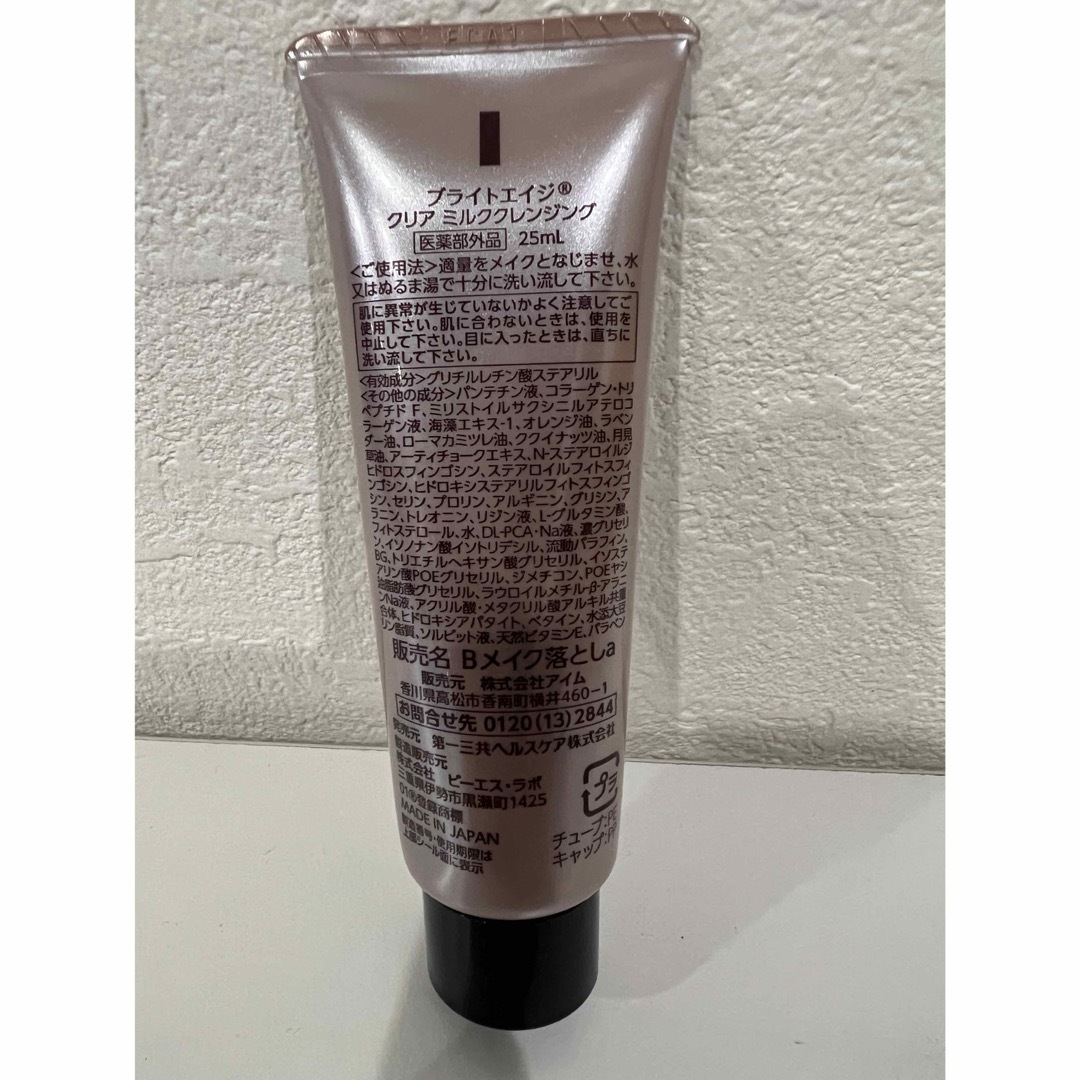 ブライトエイジ®
クリア ミルククレンジング
医薬部外品 25mL
<ご使用法>適量をメイクとなじませ、水
又はぬるま湯で十分に洗い流して下さい。
肌に異常が生じていないかよく注意してご
使用下さい。肌に合わないときは、使用を
中止して下さい。目に入ったときは、直ちに
洗い流して下さい。
<有効成分>グリチルレチン酸ステアリル
<その他の成分>パンテチン液、コラーゲン・トリ
ペプチド F、ミリストイルサクシニルアテロコ
ラーゲン液、海藻エキス-1、オレンジ油、ラベン
ダー油、ローマカミツレ油、ククイナッツ油、月見
草油、アーティチョークエキス、N-ステアロイルジ
ヒドロスフィンゴシン、ステアロイルフィトスフィ
ンゴシン、ヒドロキシステアリルフィトスフィンゴ
シン、セリン、プロリン、アルギニン、グリシン、ア
ラニン、トレオニン、リジン液、L-グルタミン酸、
フィトステロール、水、DL-PCA・Na液、濃グリセリ
ン、イソノナン酸イソトリデシル、流動パラフィン、
BG、トリエチルヘキサン酸グリセリル、イソステ
アリン酸POEグリセリル、ジメチコン、POEヤシ
油脂肪酸グリセリル、ラウロイルメチル-β-アラニ
ンNa液、アクリル酸・メタクリル酸アルキル共重
合体、ヒドロキシアパタイト、ベタイン、水添大豆
リン脂質、ソルビット液、天然ビタミンE、パラベン
販売名 Bメイク落としa
販売元 株式会社アイム
香川県高松市香南町横井460-1
お問合せ先 0120(13)2844
発売元 第一三共ヘルスケア株式会社
製造販売元
株式会社 ピーエス・ラボ
三重県伊勢市黒瀬町1425
01®登録商標
MADE IN JAPAN
製造番号・使用期限は
上部シール面に表示
プラ
チューブ:PE
キャップ:PP